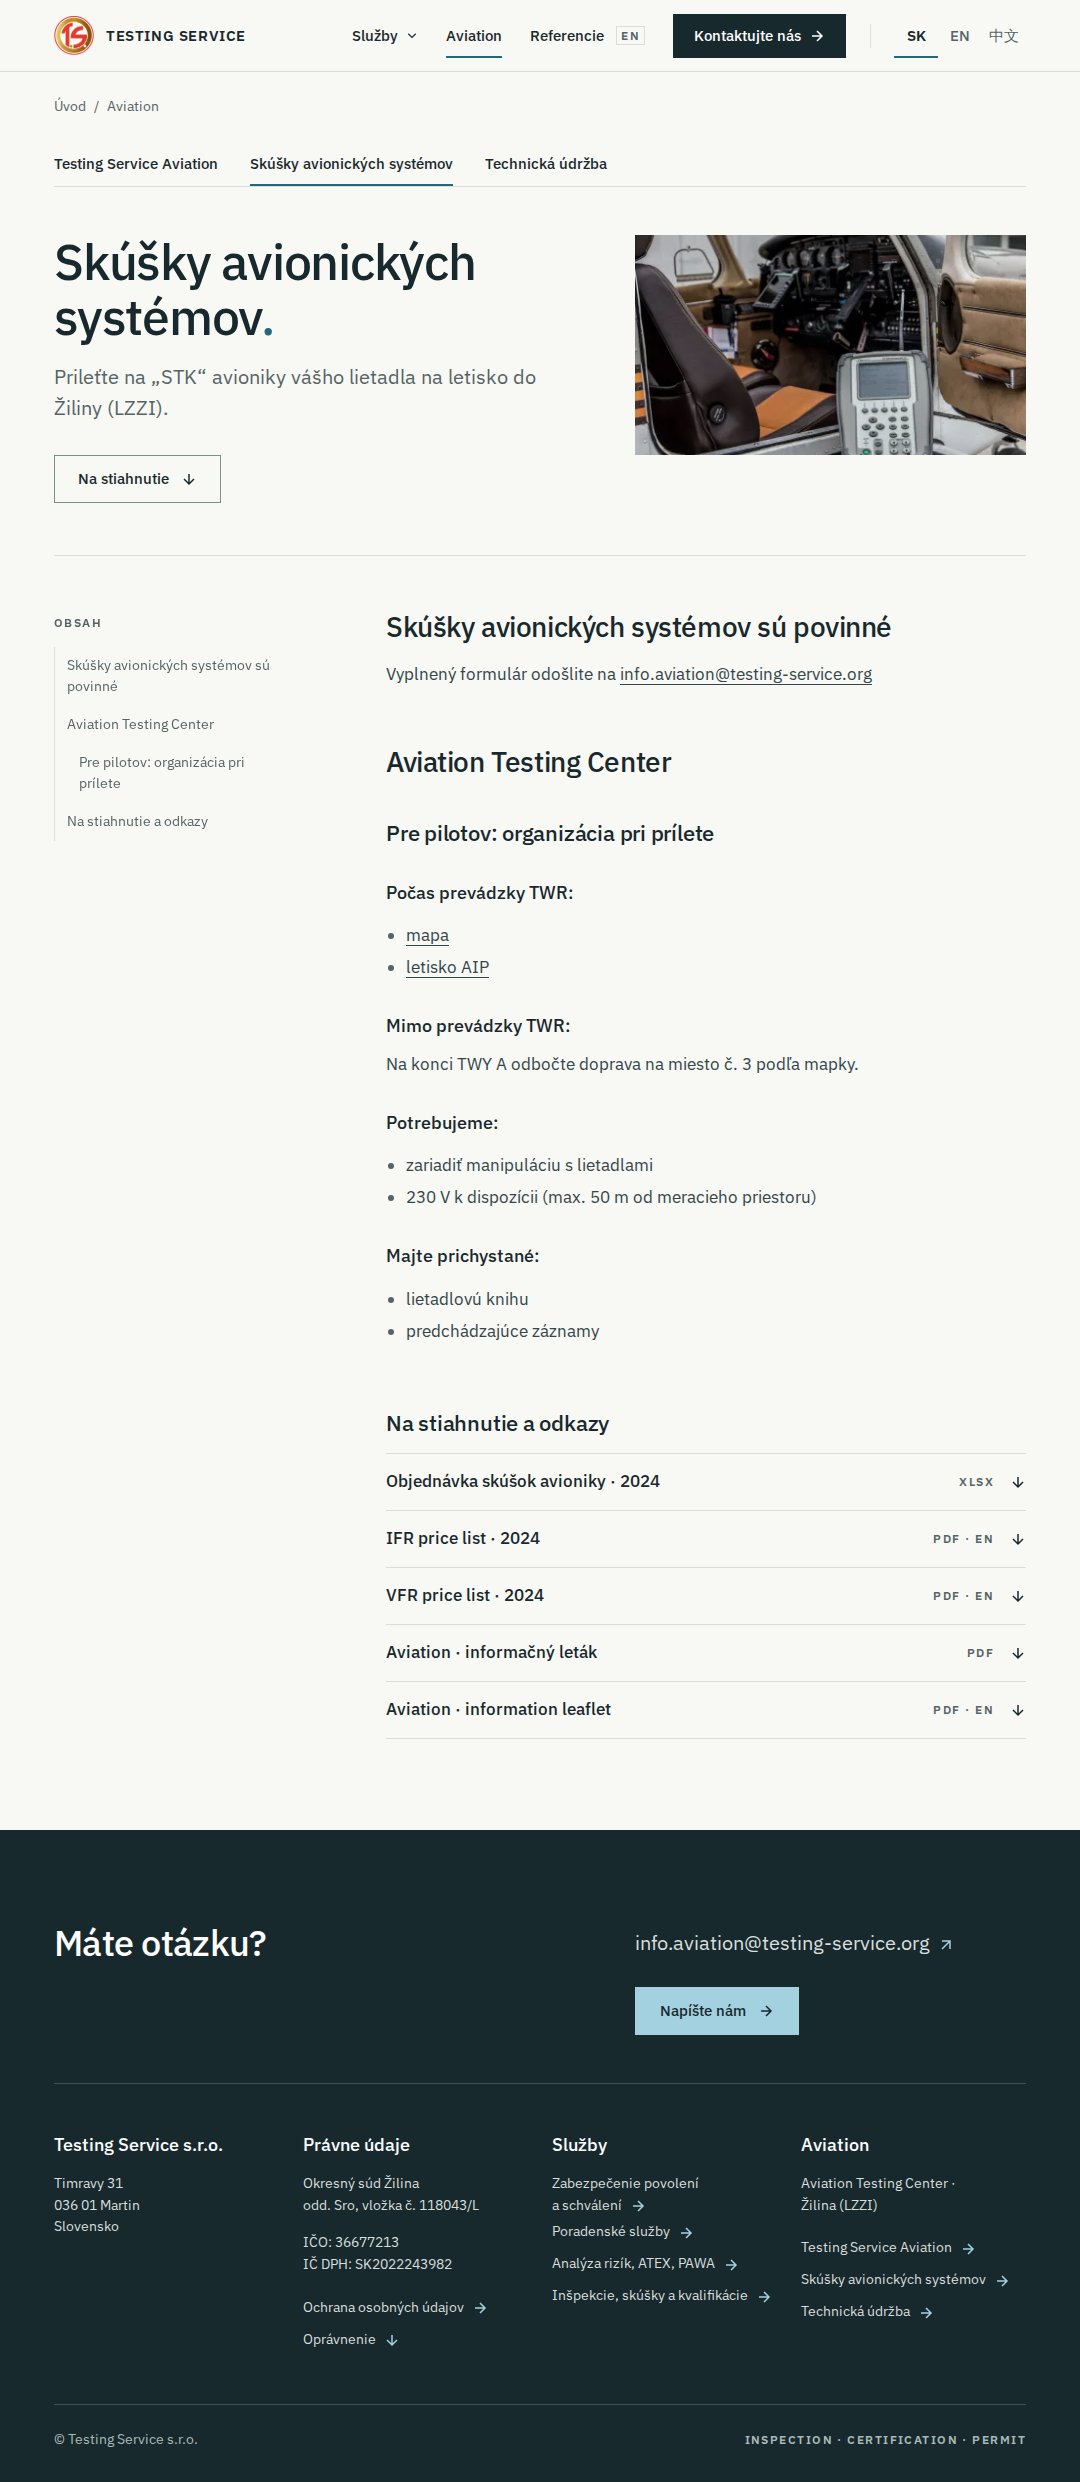 TESTING SERVICE
Služby
Aviation
Referencie EN
Kontaktujte nás
SK
EN
中文
Úvod / Aviation
Testing Service Aviation
Skúšky avionických systémov
Technická údržba
Skúšky avionických
systémov.
Prileťte na „STK“ avioniky vášho lietadla na letisko do
Žiliny (LZZI).
Na stiahnutie
OBSAH
Skúšky avionických systémov sú
povinné
Aviation Testing Center
Pre pilotov: organizácia pri
prílete
Na stiahnutie a odkazy
Skúšky avionických systémov sú povinné
Vyplnený formulár odošlite na info.aviation@testing-service.org
Aviation Testing Center
Pre pilotov: organizácia pri prílete
Počas prevádzky TWR:
mapa
letisko AIP
Mimo prevádzky TWR:
Na konci TWY A odbočte doprava na miesto č. 3 podľa mapky.
Potrebujeme:
zariadiť manipuláciu s lietadlami
230 V k dispozícii (max. 50 m od meracieho priestoru)
Majte prichystané:
lietadlovú knihu
predchádzajúce záznamy
Na stiahnutie a odkazy
Objednávka skúšok avioniky · 2024 XLSX
IFR price list · 2024 PDF · EN
VFR price list · 2024 PDF · EN
Aviation · informačný leták PDF
Aviation · information leaflet PDF · EN
Máte otázku?
info.aviation@testing-service.org
Napíšte nám
Testing Service s.r.o.
Timravy 31
036 01 Martin
Slovensko
Právne údaje
Okresný súd Žilina
odd. Sro, vložka č. 118043/L
IČO: 36677213
IČ DPH: SK2022243982
Ochrana osobných údajov
Oprávnenie
Služby
Zabezpečenie povolení
a schválení
Poradenské služby
Analýza rizík, ATEX, PAWA
Inšpekcie, skúšky a kvalifikácie
Aviation
Aviation Testing Center ·
Žilina (LZZI)
Testing Service Aviation
Skúšky avionických systémov
Technická údržba
© Testing Service s.r.o.
INSPECTION · CERTIFICATION · PERMIT